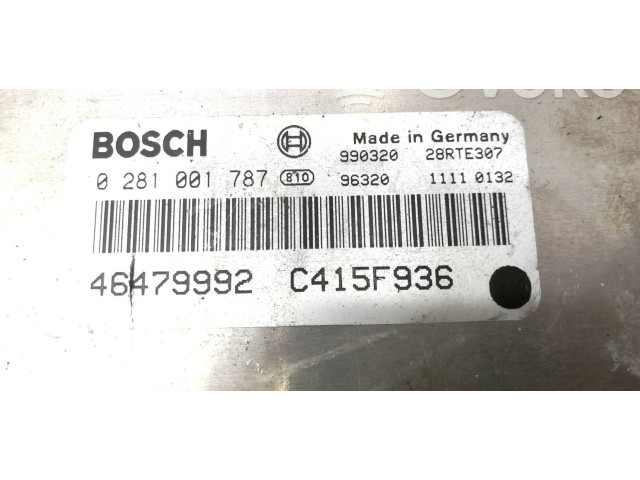 BOSCH Made in Germany
990320 28RTE307
0 281 001 787 810 96320 1111 0132
46479992 C415F936